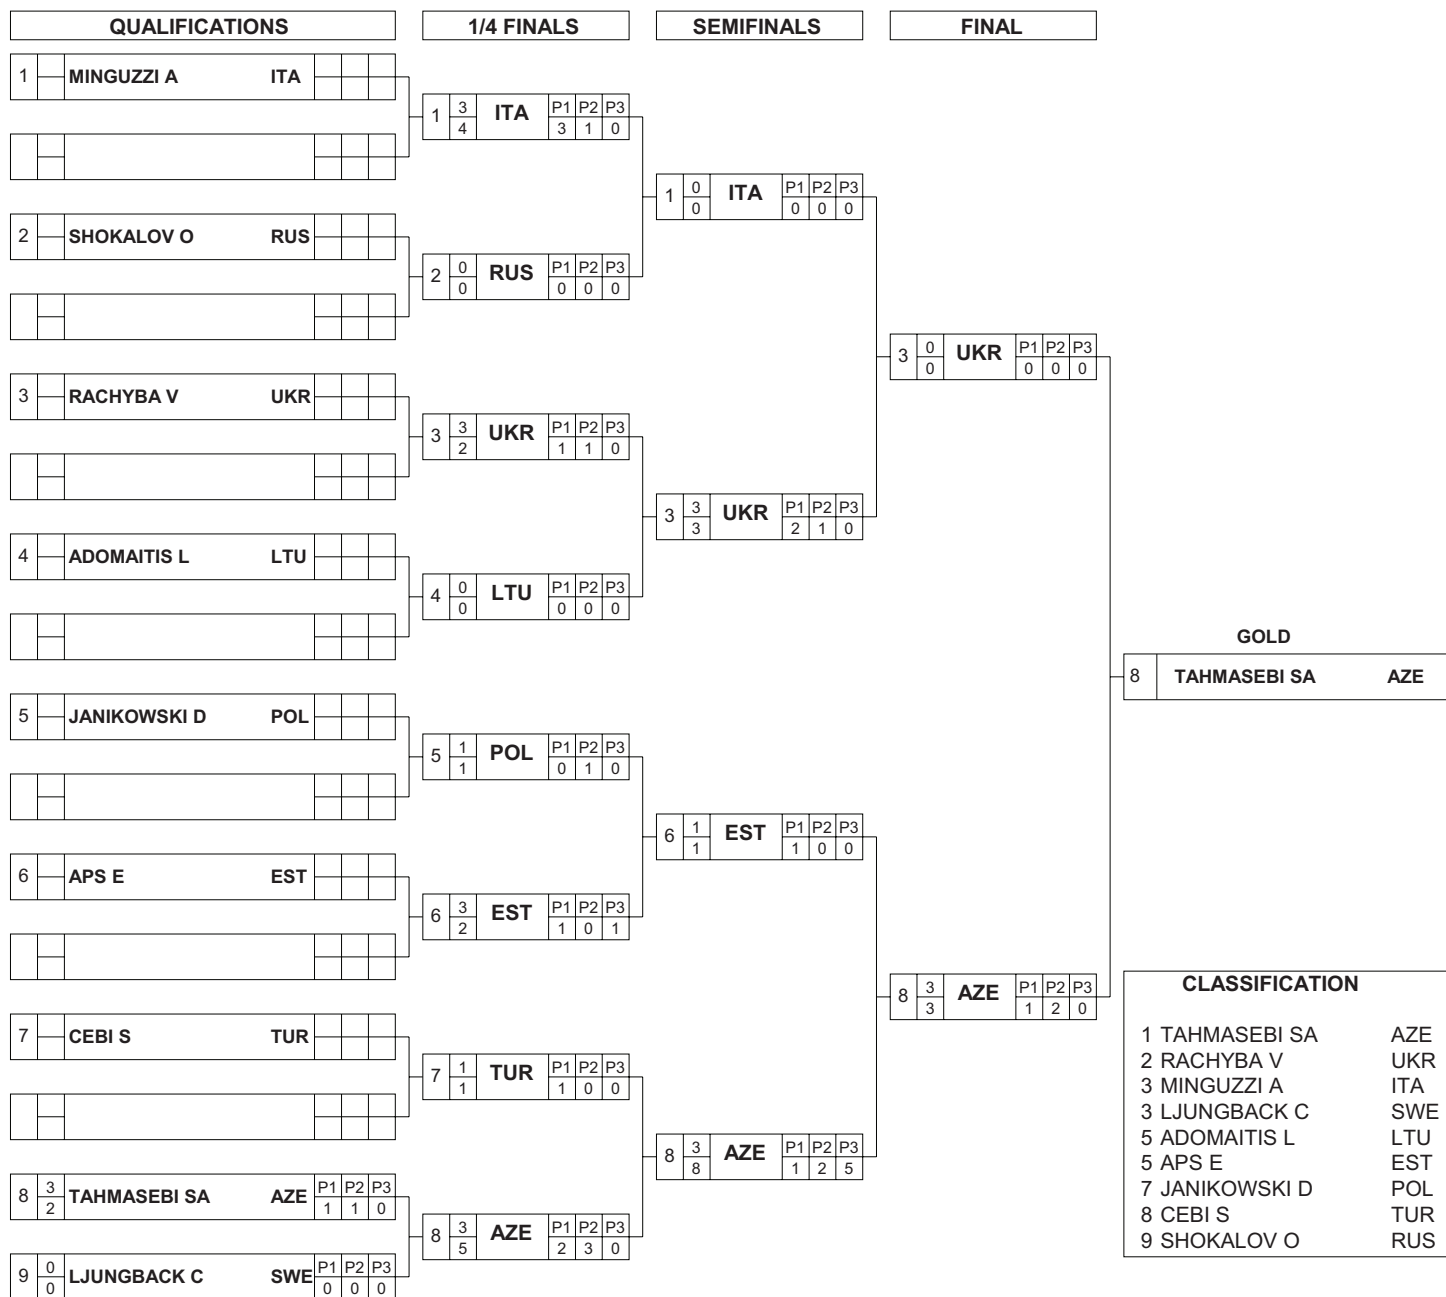 QUALIFICATIONS 1/4 FINALS SEMIFINALS FINAL
1 MINGUZZI A ITA
1 3 4 ITA P1 P2 P3 3 1 0
1 0 0 ITA P1 P2 P3 0 0 0
2 SHOKALOV O RUS
2 0 0 RUS P1 P2 P3 0 0 0
3 0 0 UKR P1 P2 P3 0 0 0
3 RACHYBA V UKR
3 3 2 UKR P1 P2 P3 1 1 0
3 3 3 UKR P1 P2 P3 2 1 0
4 ADOMAITIS L LTU
4 0 0 LTU P1 P2 P3 0 0 0
GOLD
8 TAHMASEBI SA AZE
5 JANIKOWSKI D POL
5 1 1 POL P1 P2 P3 0 1 0
6 1 1 EST P1 P2 P3 1 0 0
6 APS E EST
6 3 2 EST P1 P2 P3 1 0 1
8 3 3 AZE P1 P2 P3 1 2 0
7 CEBI S TUR
7 1 1 TUR P1 P2 P3 1 0 0
8 3 8 AZE P1 P2 P3 1 2 5
8 3 2 TAHMASEBI SA AZE P1 P2 P3 1 1 0
8 3 5 AZE P1 P2 P3 2 3 0
9 0 0 LJUNGBACK C SWE P1 P2 P3 0 0 0
CLASSIFICATION
1 TAHMASEBI SA AZE
2 RACHYBA V UKR
3 MINGUZZI A ITA
3 LJUNGBACK C SWE
5 ADOMAITIS L LTU
5 APS E EST
7 JANIKOWSKI D POL
8 CEBI S TUR
9 SHOKALOV O RUS